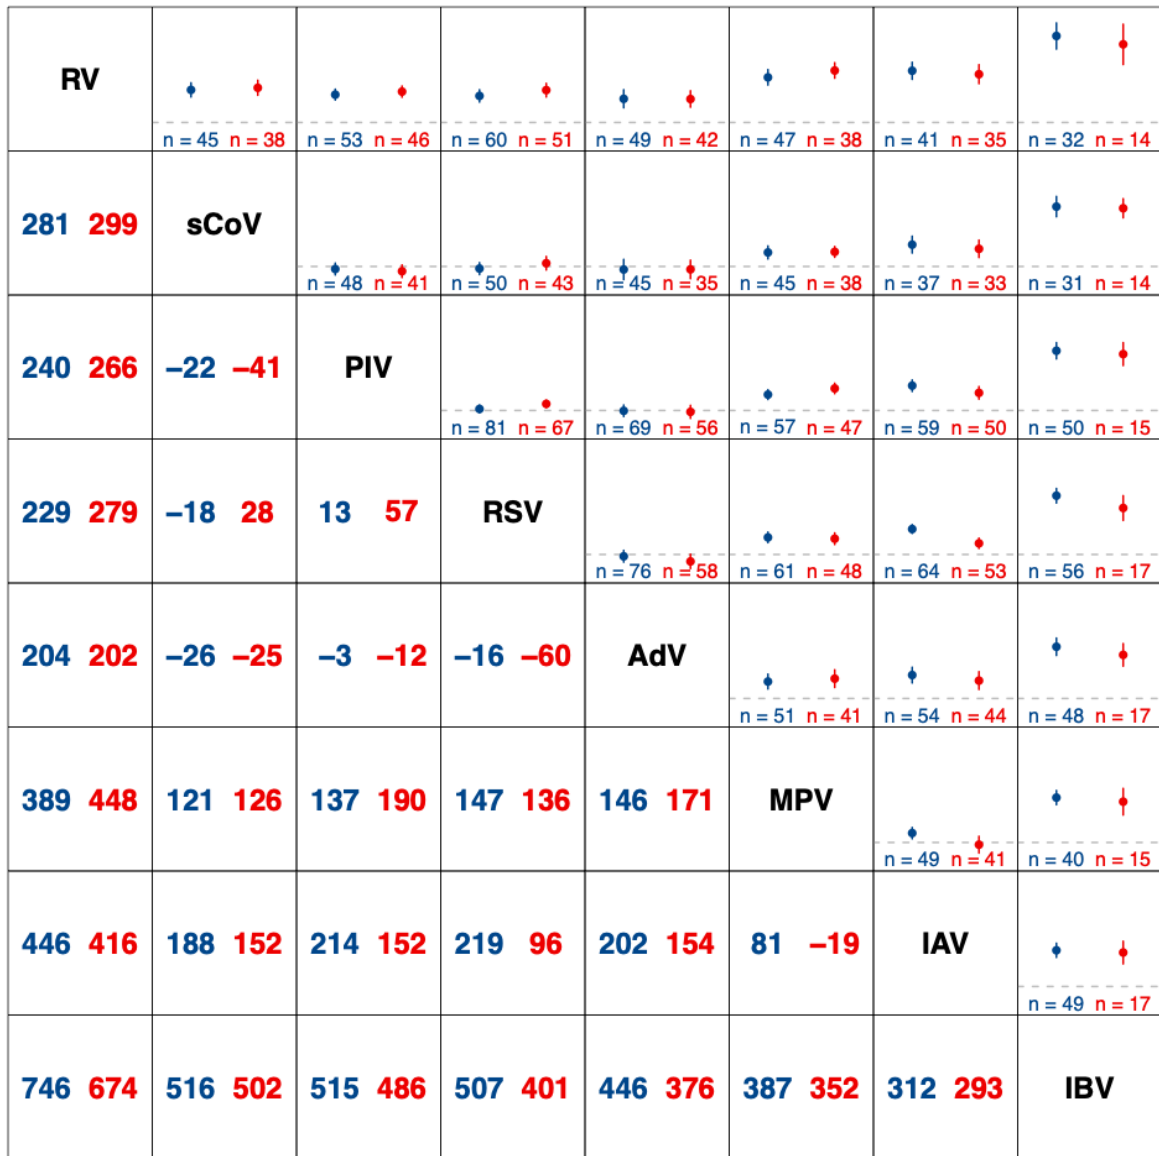 RV
n = 45 n = 38 n = 53 n = 46 n = 60 n = 51 n = 49 n = 42 n = 47 n = 38 n = 41 n = 35 n = 32 n = 14
281 299 sCoV
n = 48 n = 41 n = 50 n = 43 n = 45 n = 35 n = 45 n = 38 n = 37 n = 33 n = 31 n = 14
240 266 −22 −41 PIV
n = 81 n = 67 n = 69 n = 56 n = 57 n = 47 n = 59 n = 50 n = 50 n = 15
229 279 −18 28 13 57 RSV
n = 76 n = 58 n = 61 n = 48 n = 64 n = 53 n = 56 n = 17
204 202 −26 −25 −3 −12 −16 −60 AdV
n = 51 n = 41 n = 54 n = 44 n = 48 n = 17
389 448 121 126 137 190 147 136 146 171 MPV
n = 49 n = 41 n = 40 n = 15
446 416 188 152 214 152 219 96 202 154 81 −19 IAV
n = 49 n = 17
746 674 516 502 515 486 507 401 446 376 387 352 312 293 IBV